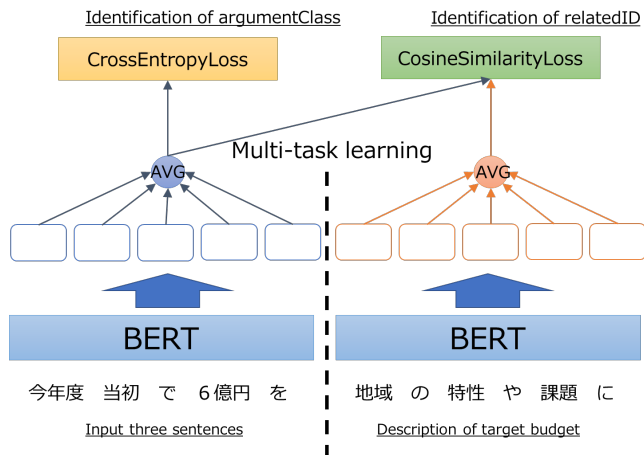 Identification of argumentClass
Identification of relatedID
CrossEntropyLoss
CosineSimilarityLoss
Multi-task learning
AVG
AVG
BERT
BERT
今年度 当初 で 6億円 を
地域 の 特性 や 課題 に
Input three sentences
Description of target budget